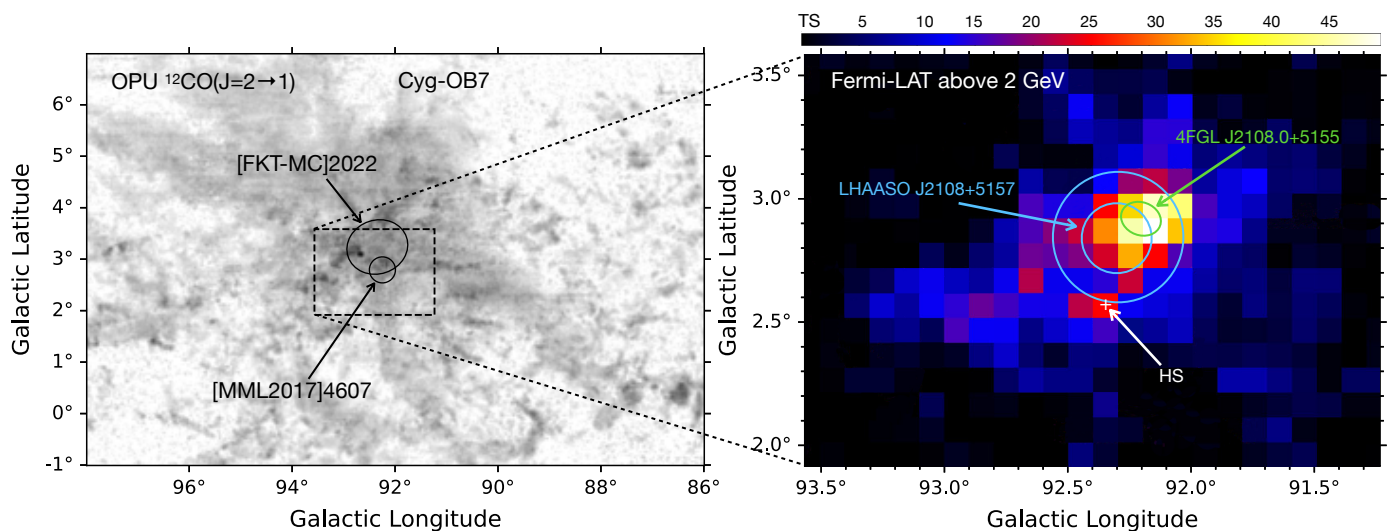 OPU ¹²CO(J=2→1)
Cyg-OB7
[FKT-MC]2022
[MML2017]4607
6°
5°
4°
3°
2°
1°
0°
-1°
Galactic Latitude
96°
94°
92°
90°
88°
86°
Galactic Longitude
TS
5
10
15
20
25
30
35
40
45
Fermi-LAT above 2 GeV
4FGL J2108.0+5155
LHAASO J2108+5157
HS
3.5°
3.0°
2.5°
2.0°
Galactic Latitude
93.5°
93.0°
92.5°
92.0°
91.5°
Galactic Longitude